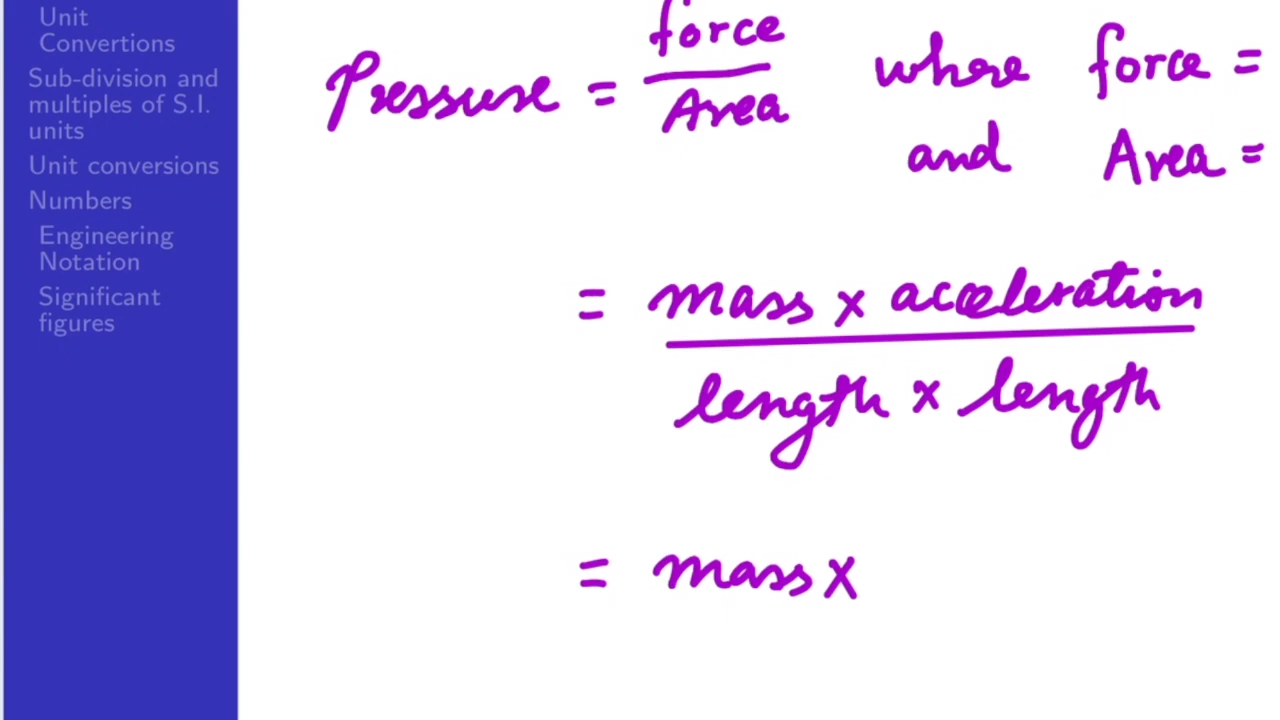 Unit
Convertions
Sub-division and
multiples of S.I.
units
Unit conversions
Numbers
Engineering
Notation
Significant
figures
force
Pressure = ――― where force =
Area
and Area =
= mass x acceleration
length x length
= mass x